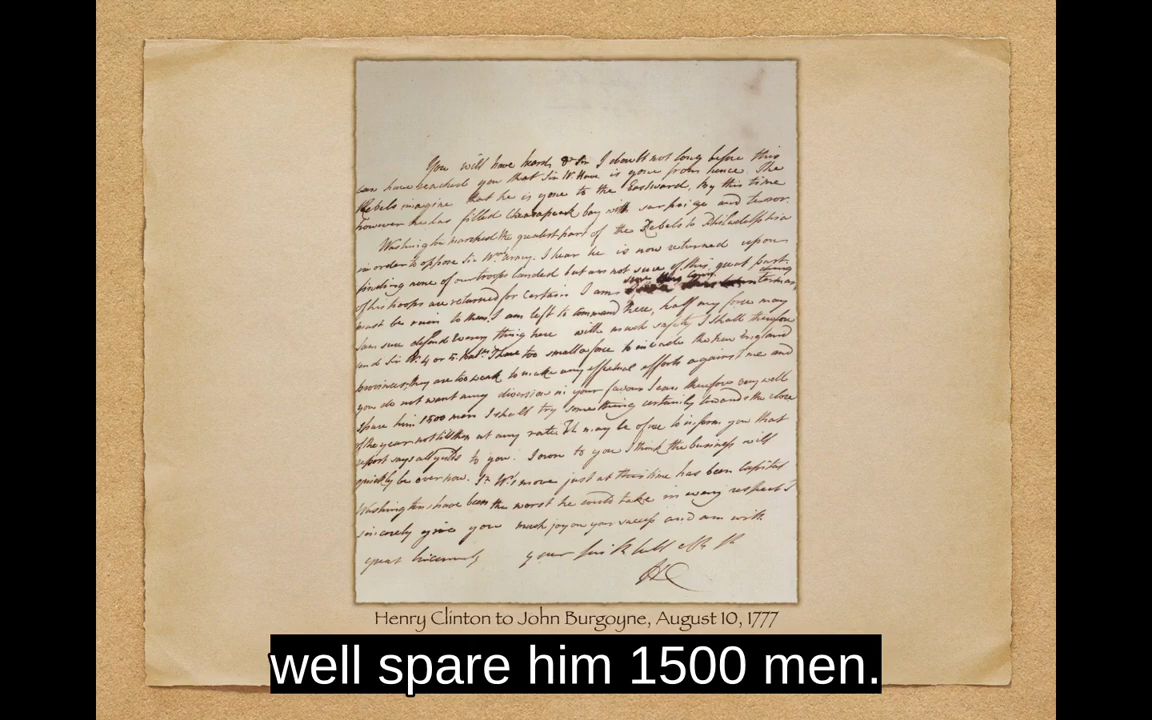 You will have heard, Dr Sir I doubt not long before this
can have reached you that Sir W. Howe is gone from hence. The
Rebels imagine that he is gone to the Eastward. By this time
however he has filled Chesapeak bay with surprize and terror.
Washington marched the greatest part of the Rebels to Philadelphia
in order to oppose Sir Wm's. army. I hear he is now returned upon
finding none of our troops landed but am not sure of this, great part
of his troops are returned for certain. I am sure this
must be ruin to them. I am left to command here, half my force may
I am sure defend every thing here with much safety. I shall therefore
send Sir W. 4 or 5 Batns. I have too small a force to invade the New England
provinces, they are too weak to make any effectual efforts against me and
you do not want any diversion in your favour. I can therefore very well
spare him 1500 men. I shall try something certainly towards the close
of the year not till then at any rate. It may be of use to inform you that
report says all yields to you. I own to you I think the business will
quickly be over now. Sr. W's move just at this time has been Capital
Washingtons have been the worst he could take in every respect I
sincerely give you much joy on your success and am with
great Sincerity your
HC
Henry Clinton to John Burgoyne, August 10, 1777
well spare him 1500 men.